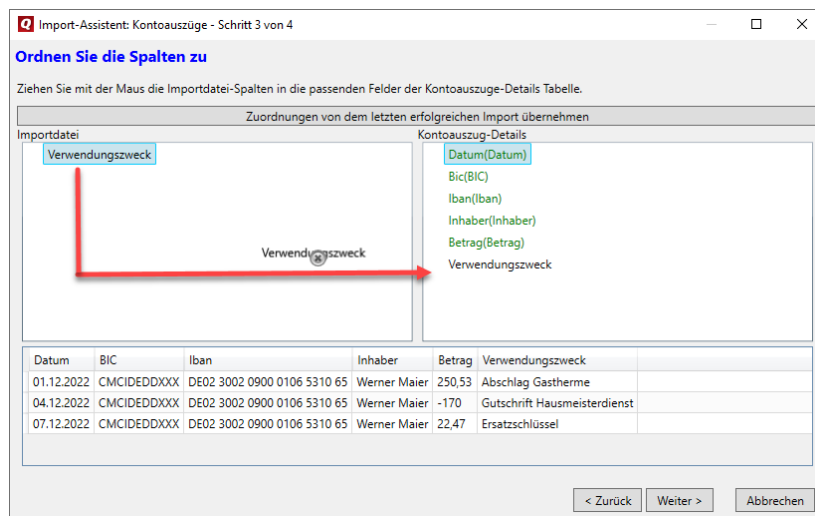 Import-Assistent: Kontoauszüge - Schritt 3 von 4
Ordnen Sie die Spalten zu
Ziehen Sie mit der Maus die Importdatei-Spalten in die passenden Felder der Kontoauszuge-Details Tabelle.
Zuordnungen von dem letzten erfolgreichen Import übernehmen
Importdatei Kontoauszug-Details
Verwendungszweck Datum(Datum)
Bic(BIC)
Iban(Iban)
Inhaber(Inhaber)
Betrag(Betrag)
Verwendungszweck Verwendungszweck
Datum BIC Iban Inhaber Betrag Verwendungszweck
01.12.2022 CMCIDEDDXXX DE02 3002 0900 0106 5310 65 Werner Maier 250,53 Abschlag Gastherme
04.12.2022 CMCIDEDDXXX DE02 3002 0900 0106 5310 65 Werner Maier -170 Gutschrift Hausmeisterdienst
07.12.2022 CMCIDEDDXXX DE02 3002 0900 0106 5310 65 Werner Maier 22,47 Ersatzschlüssel
< Zurück Weiter > Abbrechen